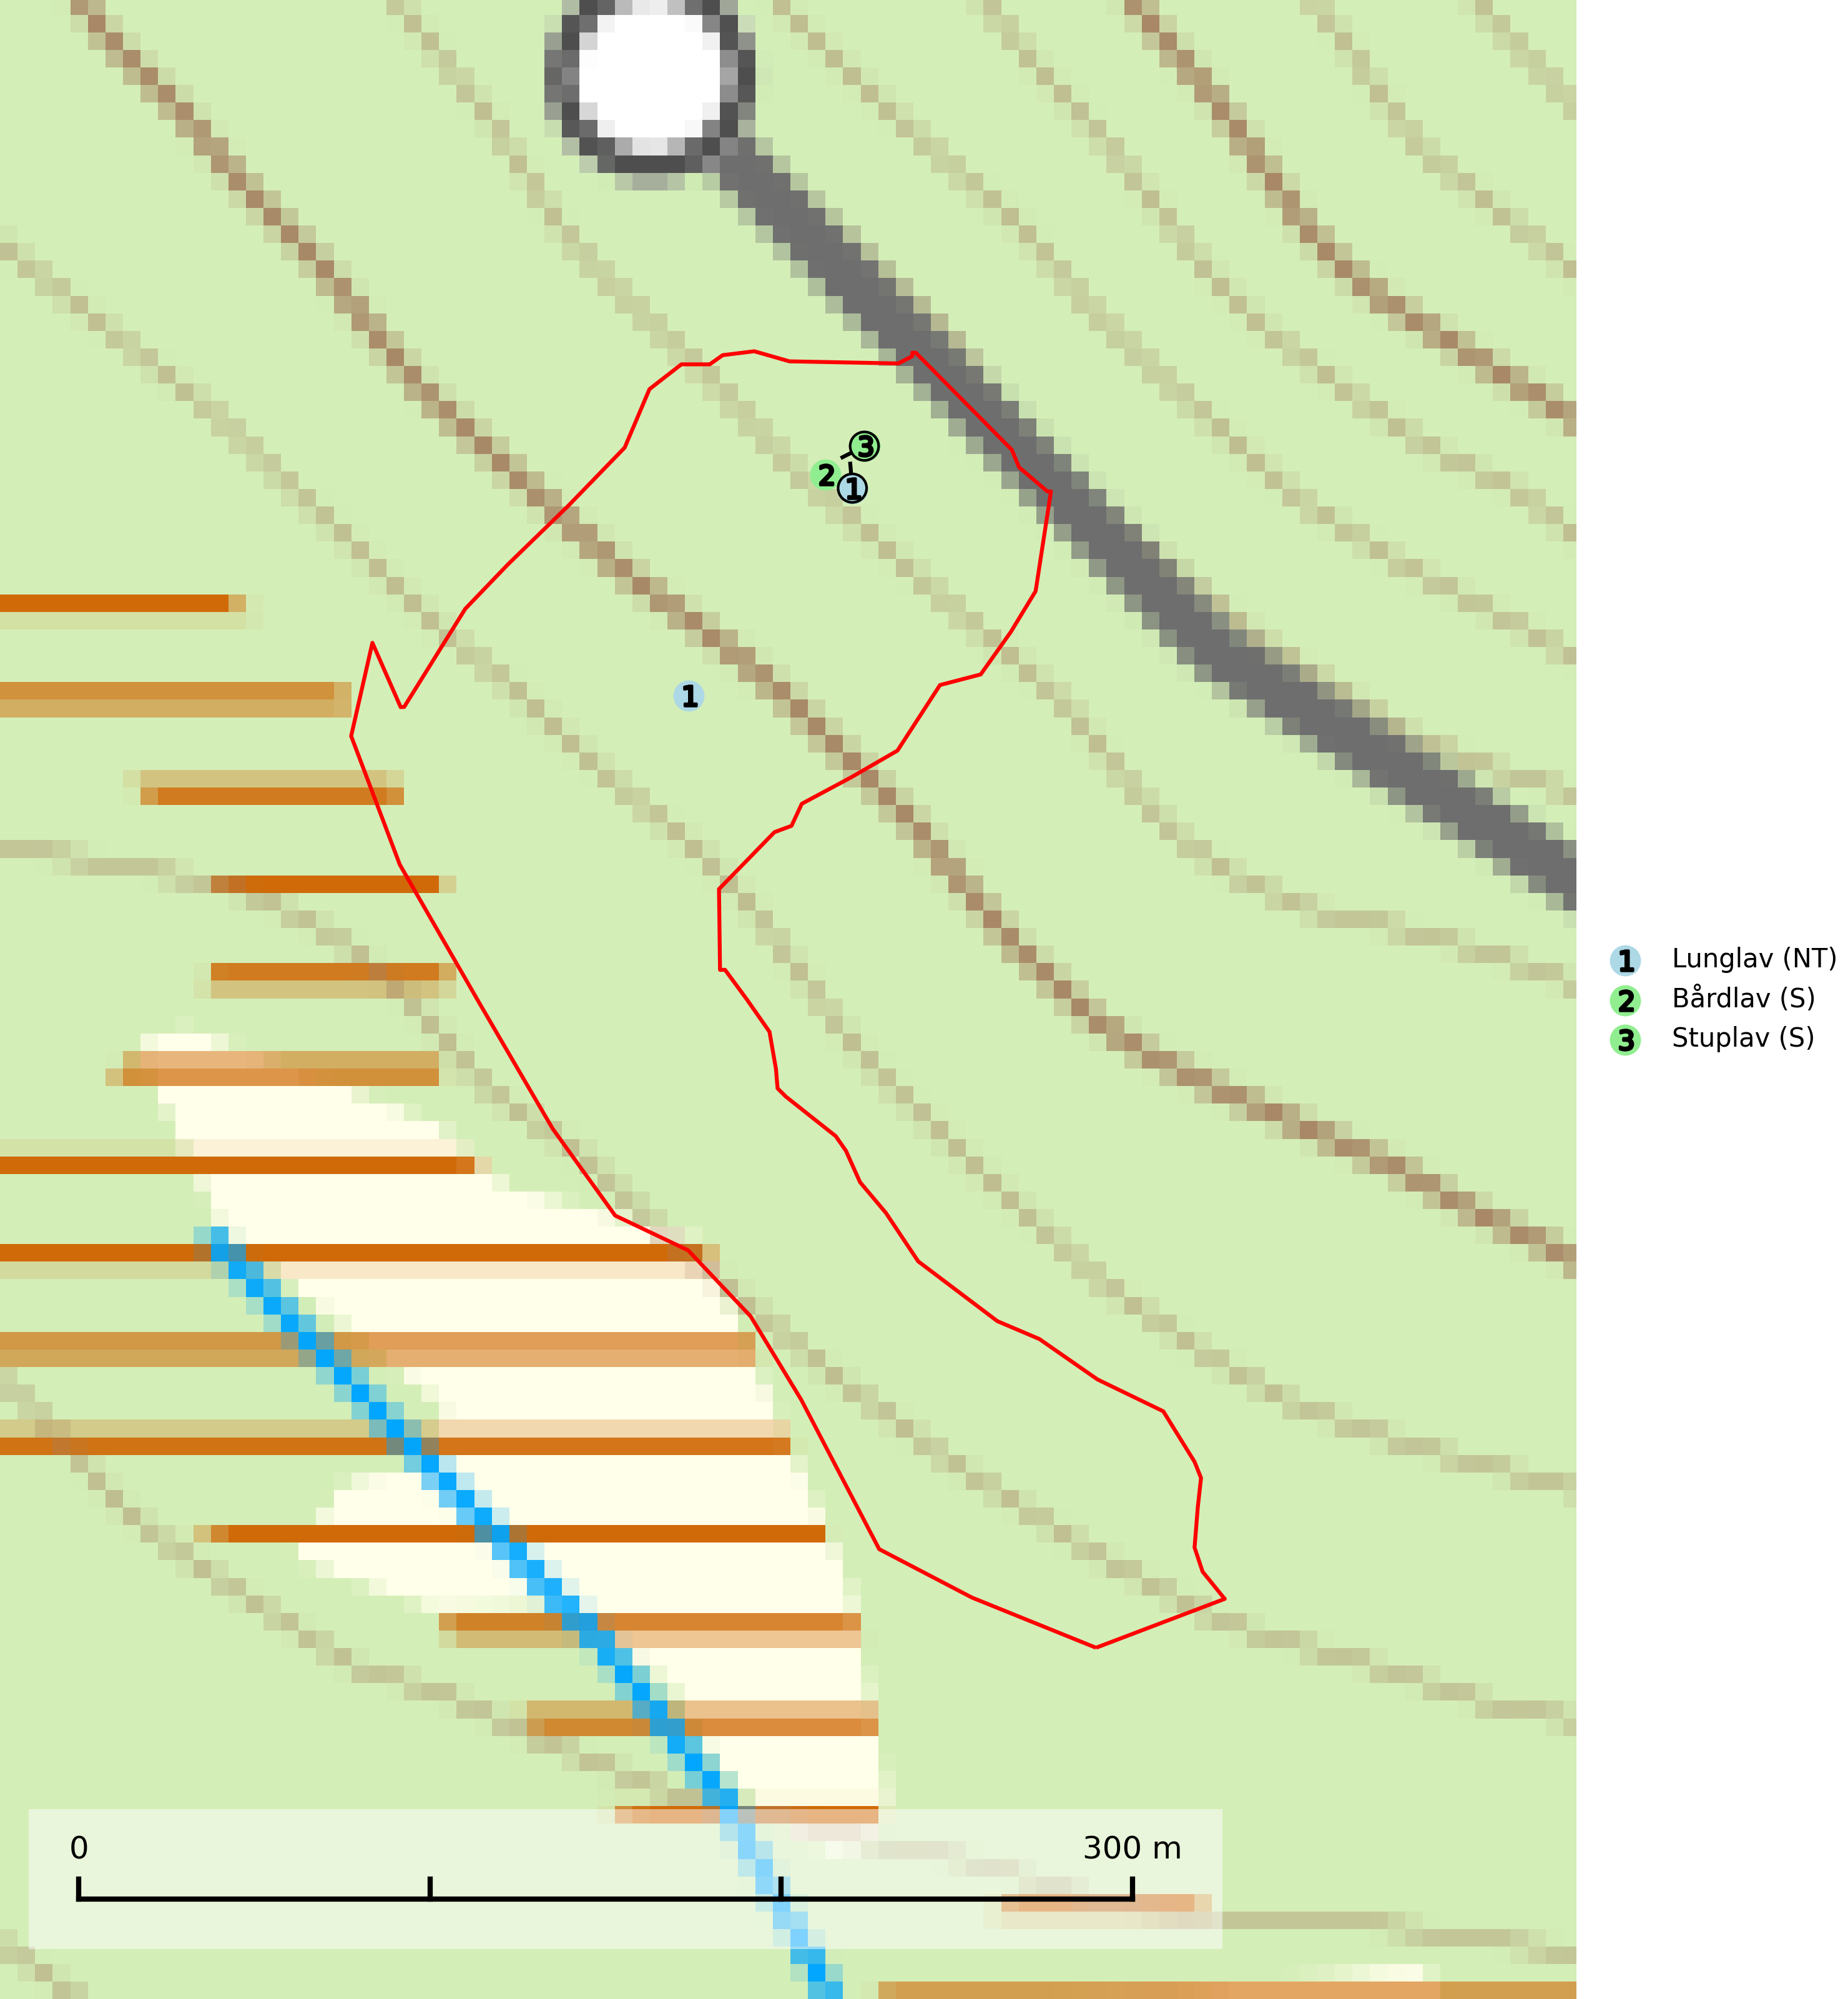 3
2
1
1
1 Lunglav (NT)
2 Bårdlav (S)
3 Stuplav (S)
0 300 m